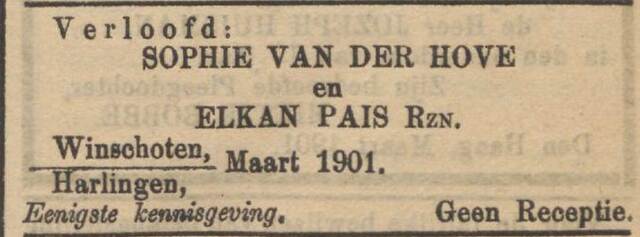 Verloofd:
SOPHIE VAN DER HOVE
en
ELKAN PAIS RZN.
Winschoten,
Maart 1901.
Harlingen,
Eenigste kennisgeving. Geen Receptie.